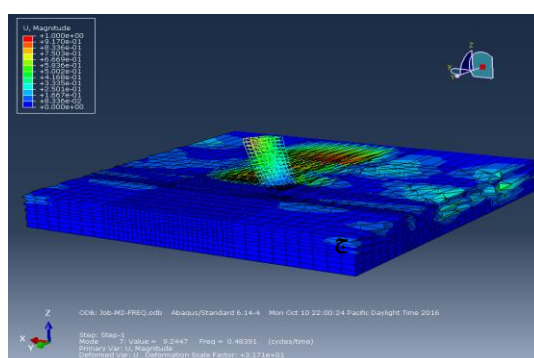 U, Magnitude
+1.000e+00
+9.170e-01
+8.336e-01
+7.503e-01
+6.669e-01
+5.836e-01
+5.002e-01
+4.168e-01
+3.335e-01
+2.501e-01
+1.667e-01
+8.336e-02
+0.000e+00
Z
X
Y
ج
Z
X
Y
ODB: Job-M2-FREQ.odb Abaqus/Standard 6.14-4 Mon Oct 10 22:00:24 Pacific Daylight Time 2016
Step: Step-1
Mode 7: Value = 9.2447 Freq = 0.48391 (cycles/time)
Primary Var: U, Magnitude
Deformed Var: U Deformation Scale Factor: +3.171e+01